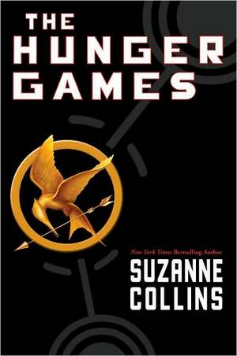 THE
HUNGER
GAMES
New York Times Bestselling Author
SUZANNE
COLLINS